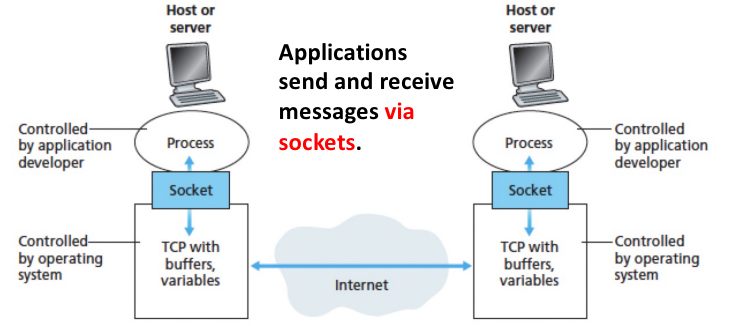 Host or
server
Applications
send and receive
messages via
sockets.
Host or
server
Controlled
by application
developer
Process
Process
Controlled
by application
developer
Socket
Socket
Controlled
by operating
system
TCP with
buffers,
variables
Internet
TCP with
buffers,
variables
Controlled
by operating
system